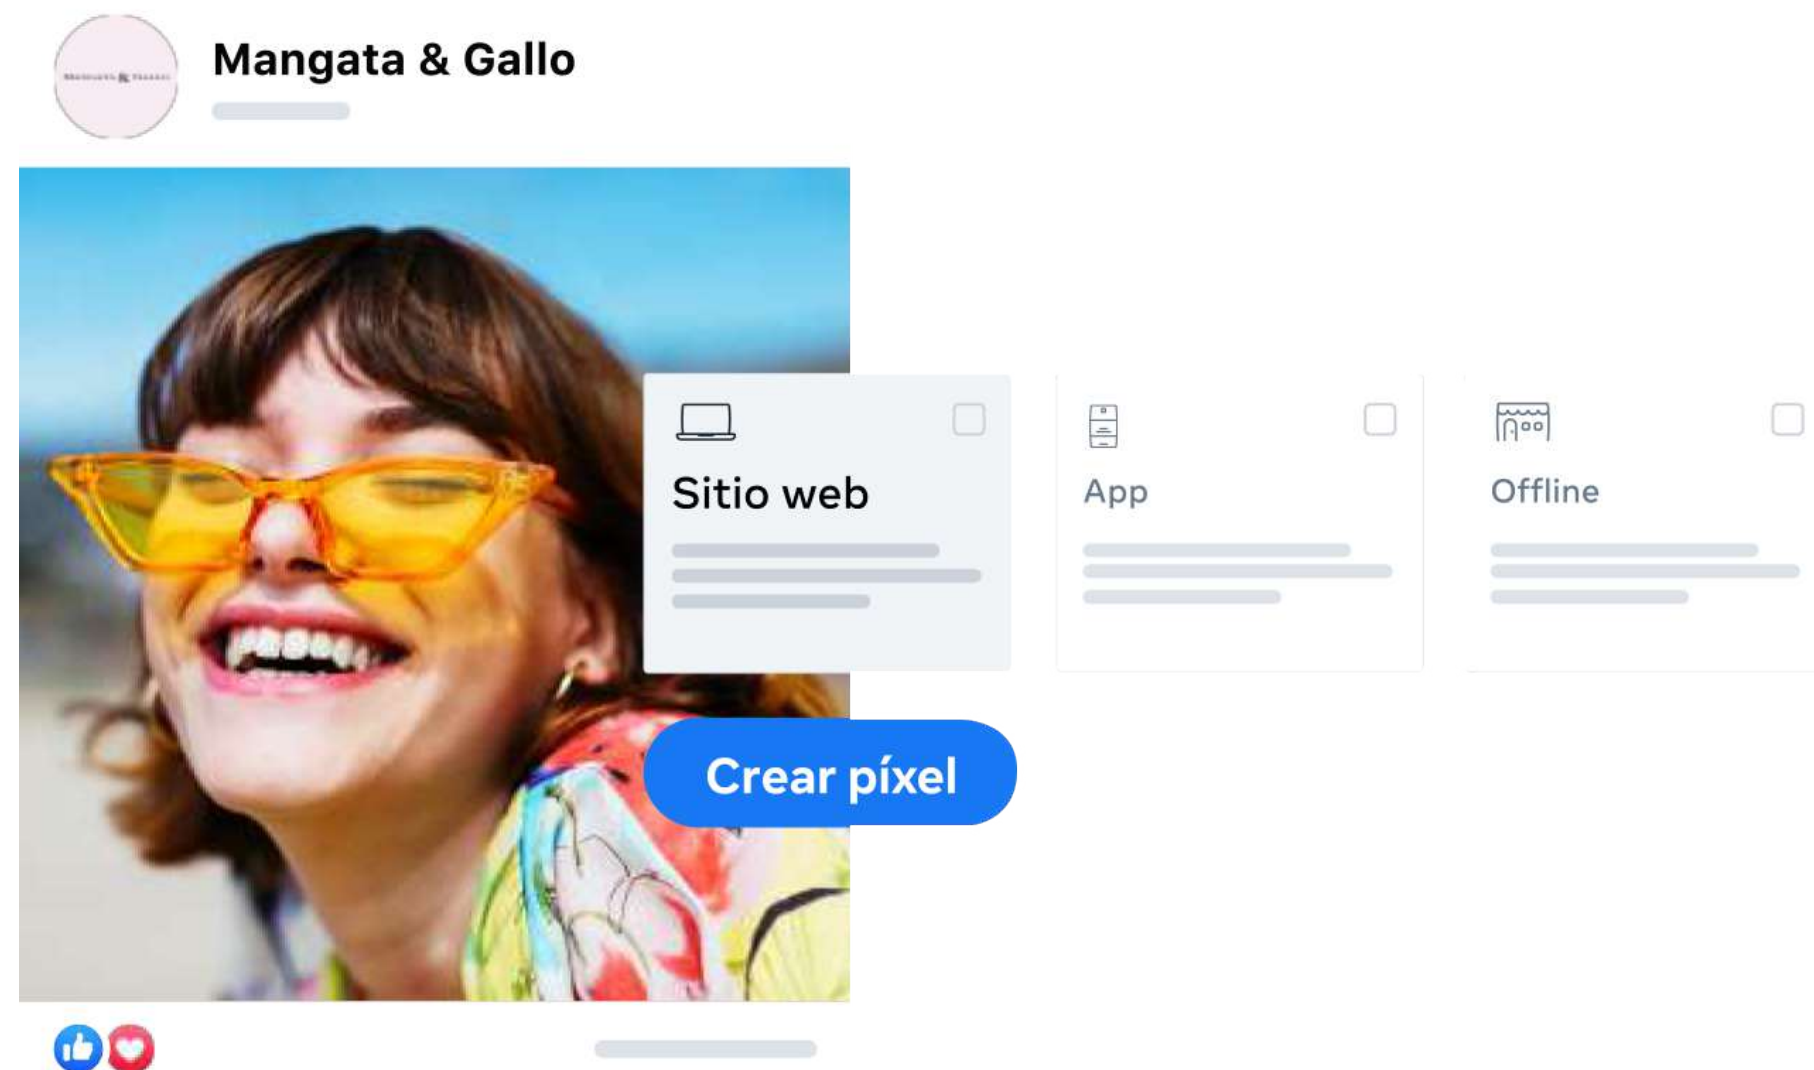 Mangata & Gallo
Sitio web
App
Offline
Crear píxel